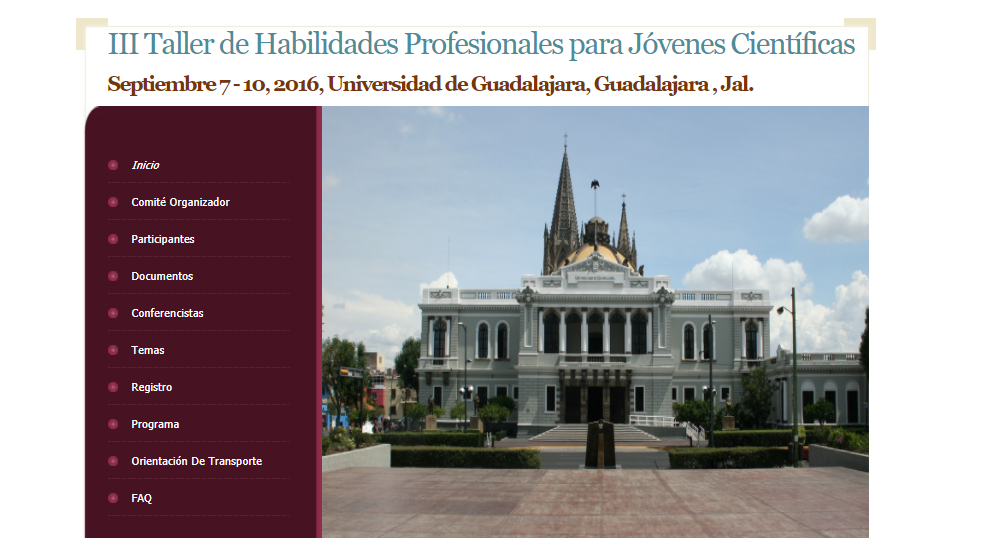 III Taller de Habilidades Profesionales para Jóvenes Científicas
Septiembre 7 - 10, 2016, Universidad de Guadalajara, Guadalajara , Jal.
Inicio
Comité Organizador
Participantes
Documentos
Conferencistas
Temas
Registro
Programa
Orientación De Transporte
FAQ